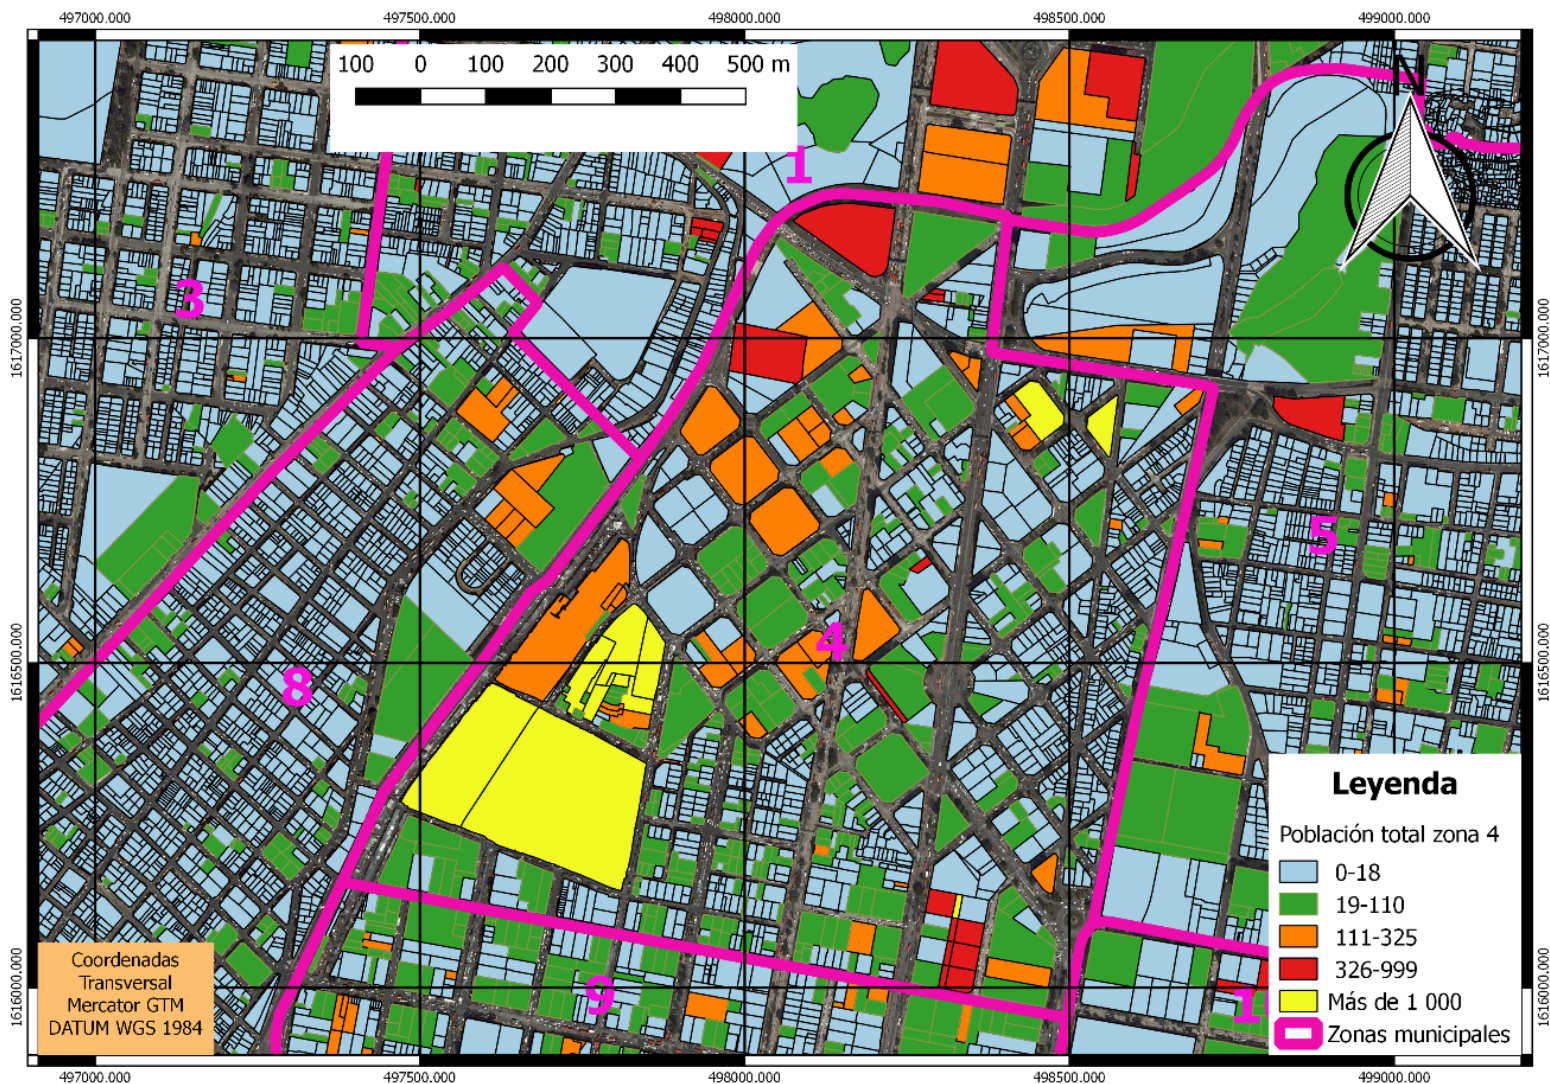 497000.000 497500.000 498000.000 498500.000 499000.000
100 0 100 200 300 400 500 m
N
1
3
1617000.000 1617000.000
5
4
1616500.000 1616500.000
8
Leyenda
Población total zona 4
0-18
19-110
111-325
326-999
Más de 1 000
Zonas municipales
Coordenadas
Transversal
Mercator GTM
DATUM WGS 1984
1616000.000 1616000.000
9
497000.000 497500.000 498000.000 498500.000 499000.000